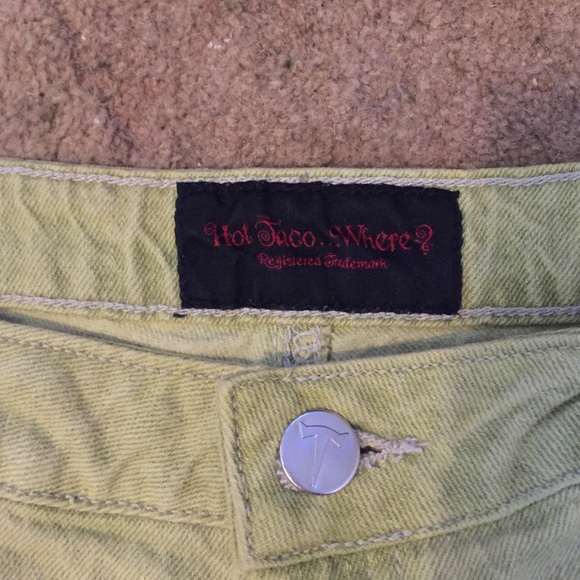 Hot Taco..Where?
Registered Trademark
T